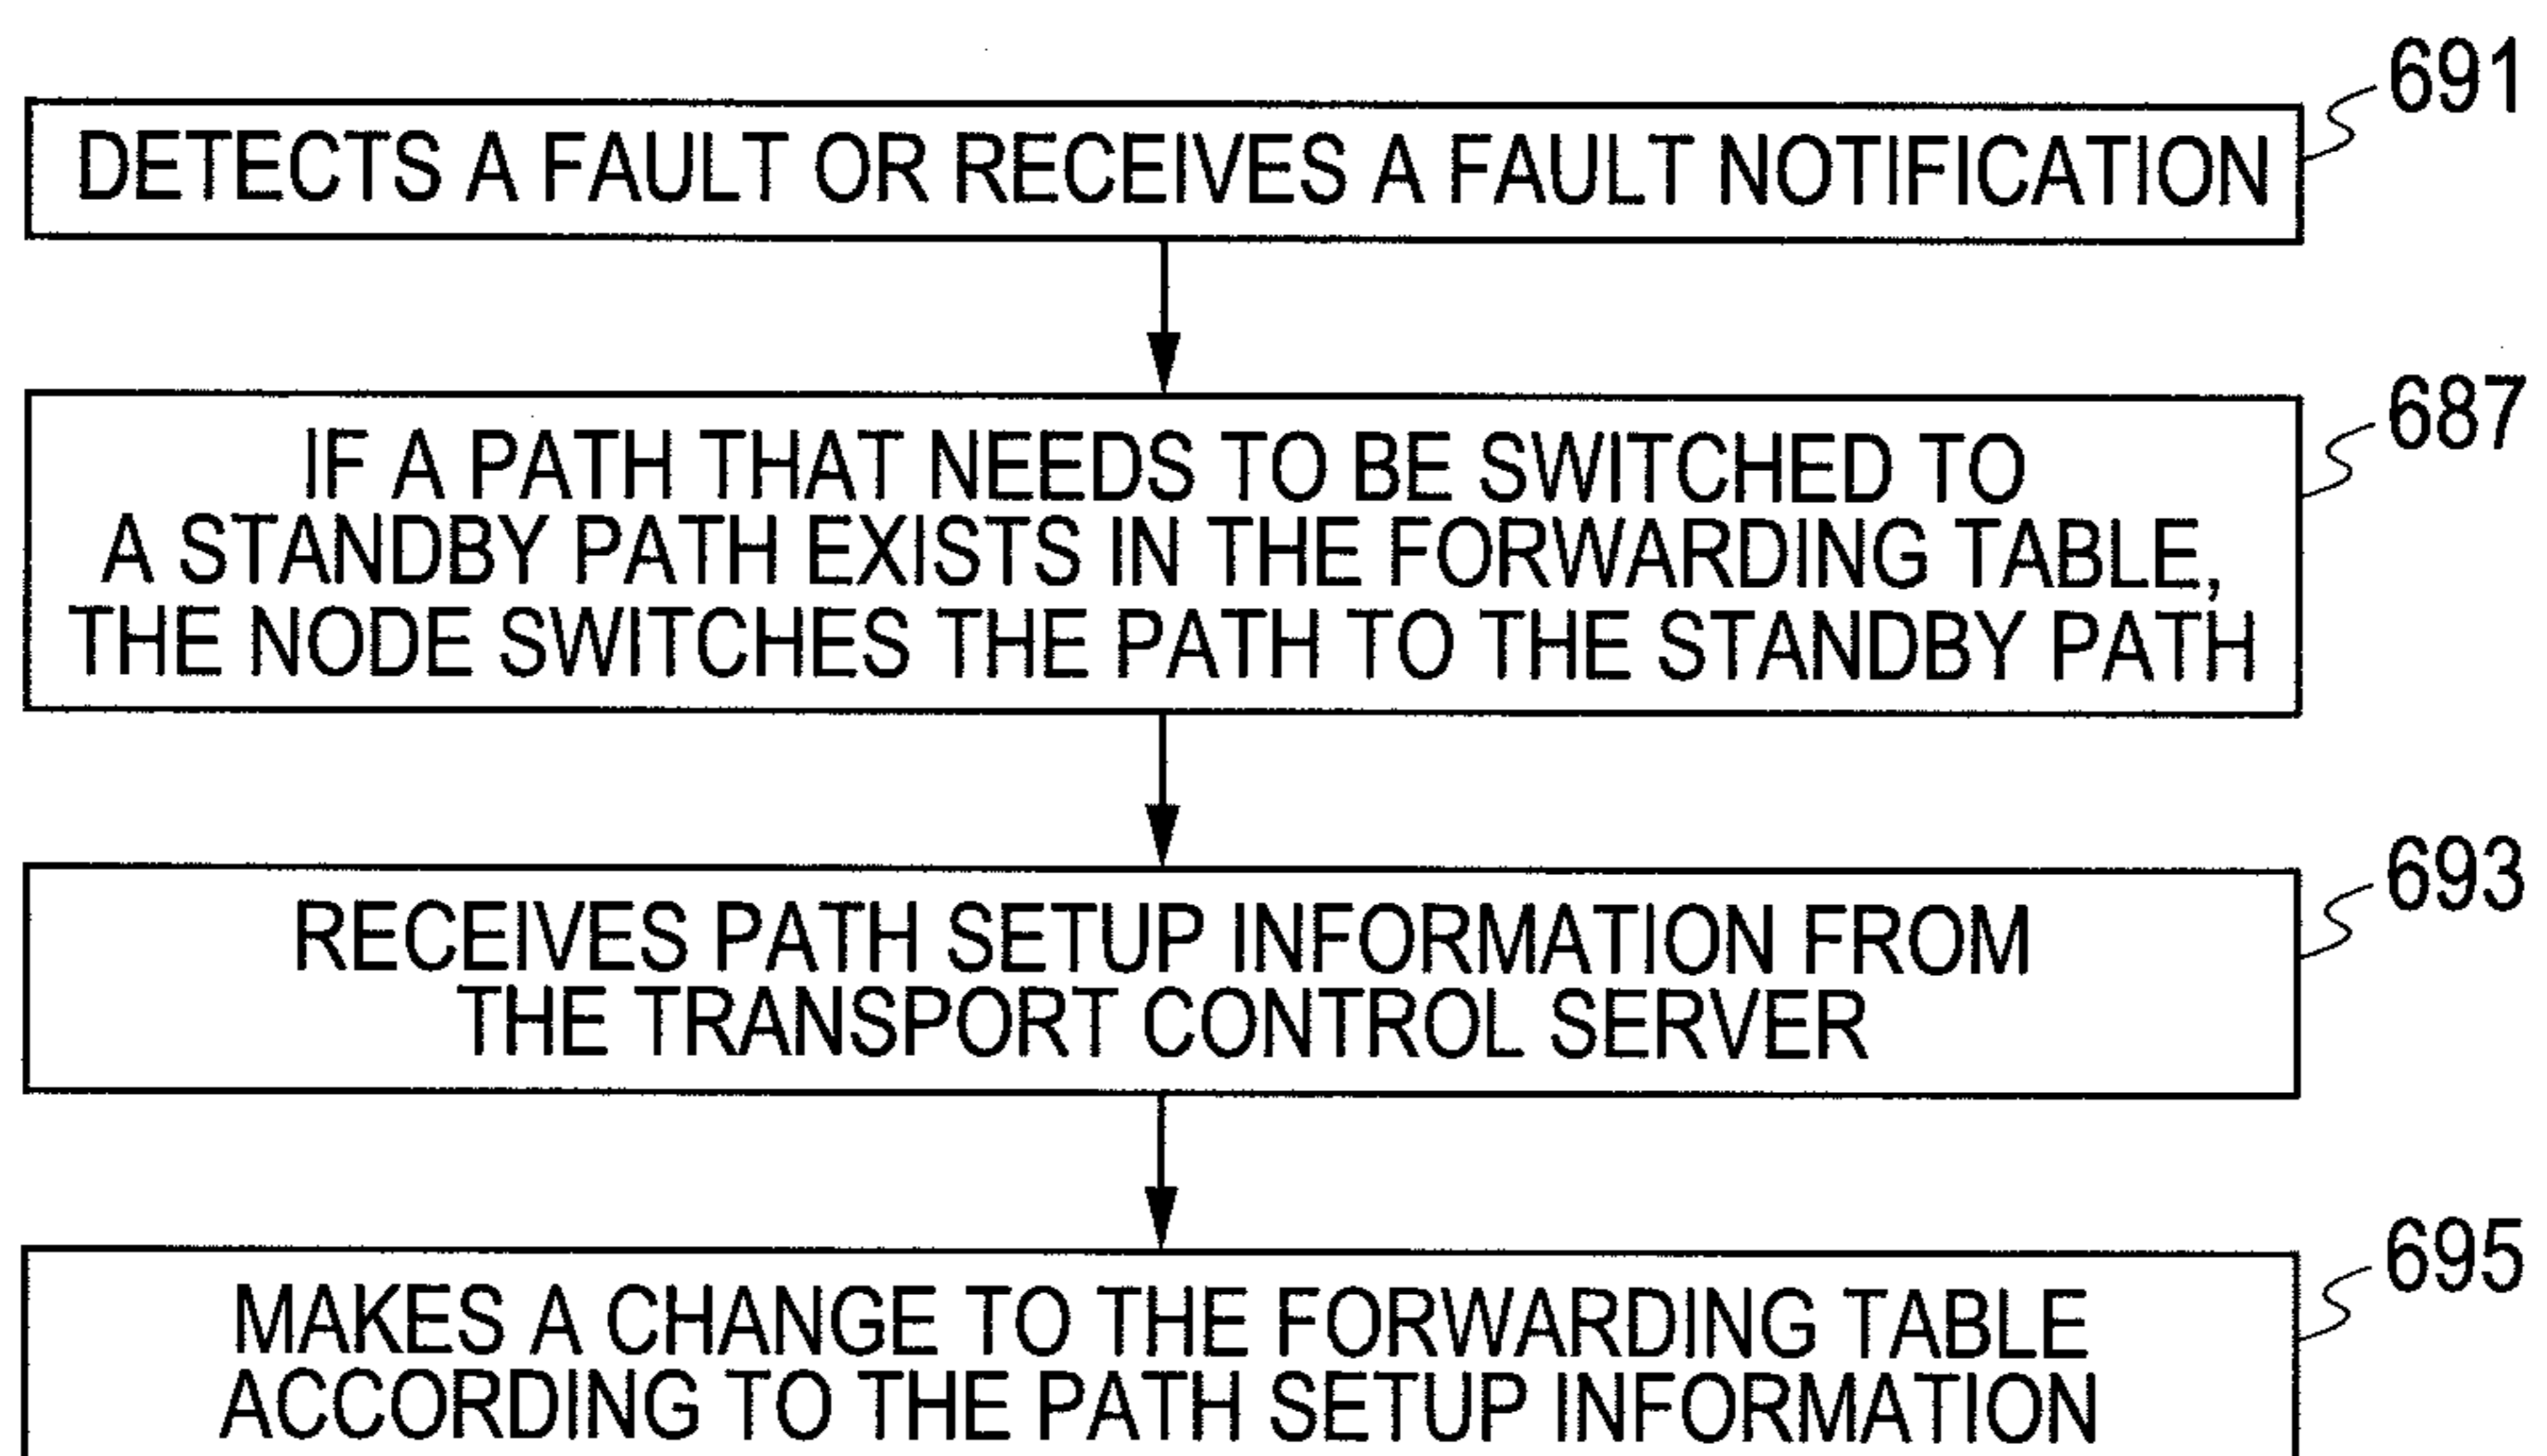 691
DETECTS A FAULT OR RECEIVES A FAULT NOTIFICATION
687
IF A PATH THAT NEEDS TO BE SWITCHED TO
A STANDBY PATH EXISTS IN THE FORWARDING TABLE,
THE NODE SWITCHES THE PATH TO THE STANDBY PATH
693
RECEIVES PATH SETUP INFORMATION FROM
THE TRANSPORT CONTROL SERVER
695
MAKES A CHANGE TO THE FORWARDING TABLE
ACCORDING TO THE PATH SETUP INFORMATION